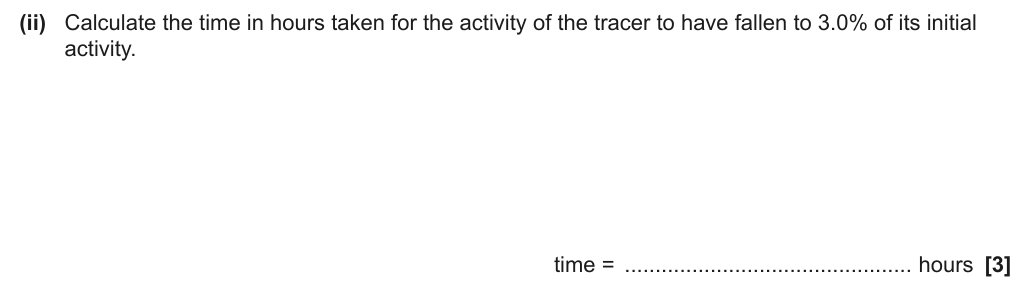 (ii) Calculate the time in hours taken for the activity of the tracer to have fallen to 3.0% of its initial
activity.
time = ............................................... hours [3]